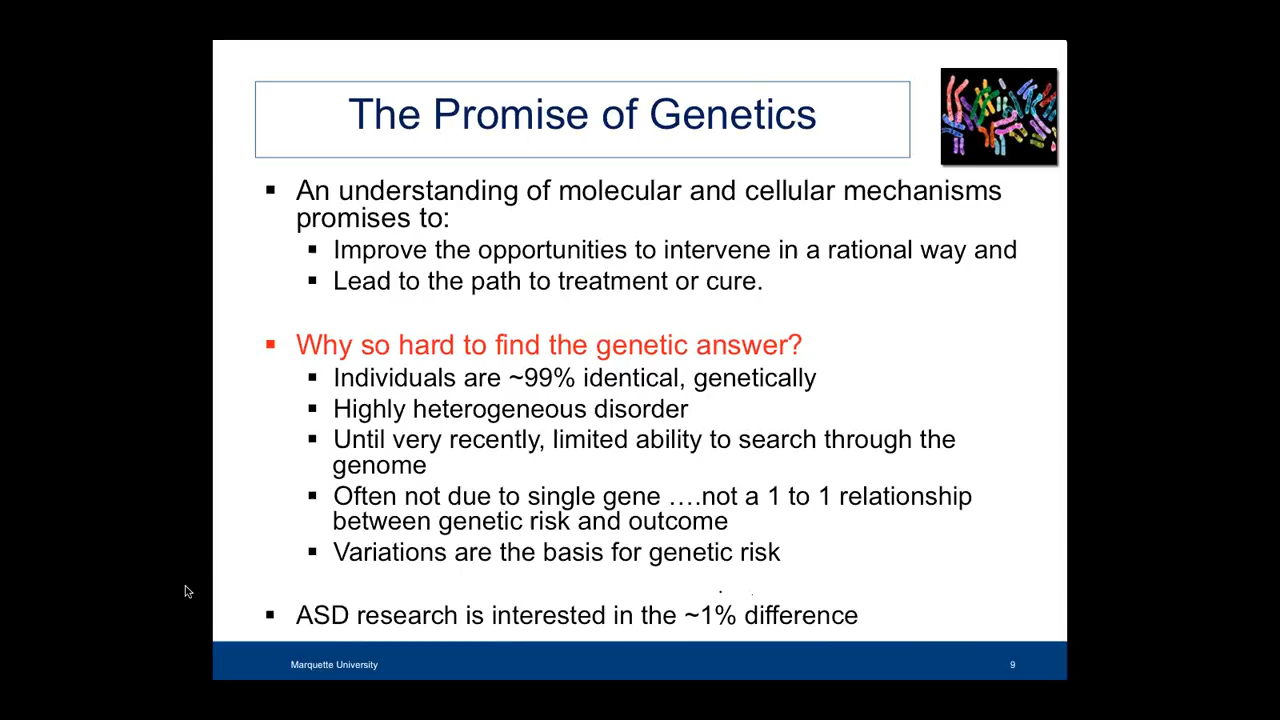 The Promise of Genetics
▪ An understanding of molecular and cellular mechanisms
promises to:
▪ Improve the opportunities to intervene in a rational way and
▪ Lead to the path to treatment or cure.
▪ Why so hard to find the genetic answer?
▪ Individuals are ~99% identical, genetically
▪ Highly heterogeneous disorder
▪ Until very recently, limited ability to search through the
genome
▪ Often not due to single gene ….not a 1 to 1 relationship
between genetic risk and outcome
▪ Variations are the basis for genetic risk
▪ ASD research is interested in the ~1% difference
Marquette University
9